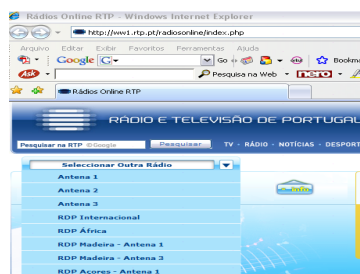 Rádios Online RTP - Windows Internet Explorer
http://ww1.rtp.pt/radiosonline/index.php
Arquivo Editar Exibir Favoritos Ferramentas Ajuda
Google G Go Bookm
Ask Pesquisa na Web nero
Rádios Online RTP
RÁDIO E TELEVISÃO DE PORTUGAL
Pesquisar na RTP ©Google Pesquisar TV · RÁDIO · NOTÍCIAS · DESPORT
Seleccionar Outra Rádio
Antena 1
Antena 2
Antena 3
RDP Internacional
RDP África
RDP Madeira - Antena 1
RDP Madeira - Antena 3
RDP Açores - Antena 1